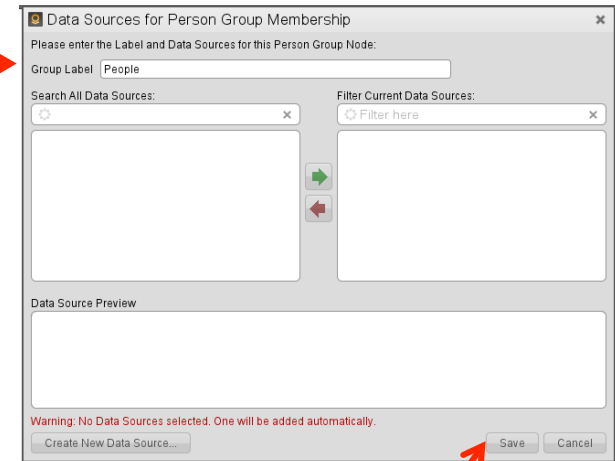 Data Sources for Person Group Membership
Please enter the Label and Data Sources for this Person Group Node:
Group Label People
Search All Data Sources: Filter Current Data Sources:
Filter here
Data Source Preview
Warning: No Data Sources selected. One will be added automatically.
Create New Data Source... Save Cancel